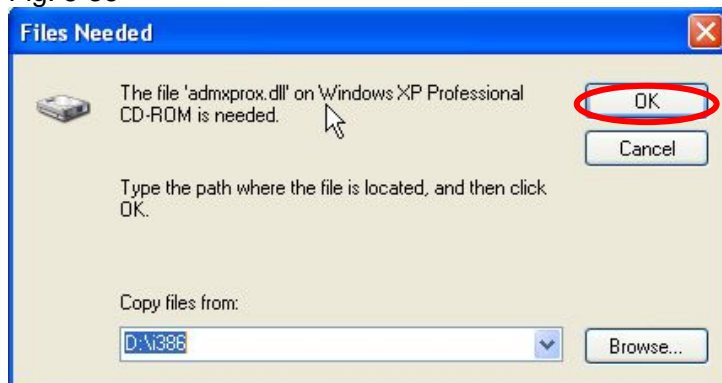 Files Needed
The file 'admxprox.dll' on Windows XP Professional
CD-ROM is needed.
OK
Cancel
Type the path where the file is located, and then click
OK.
Copy files from:
D:\i386
Browse...